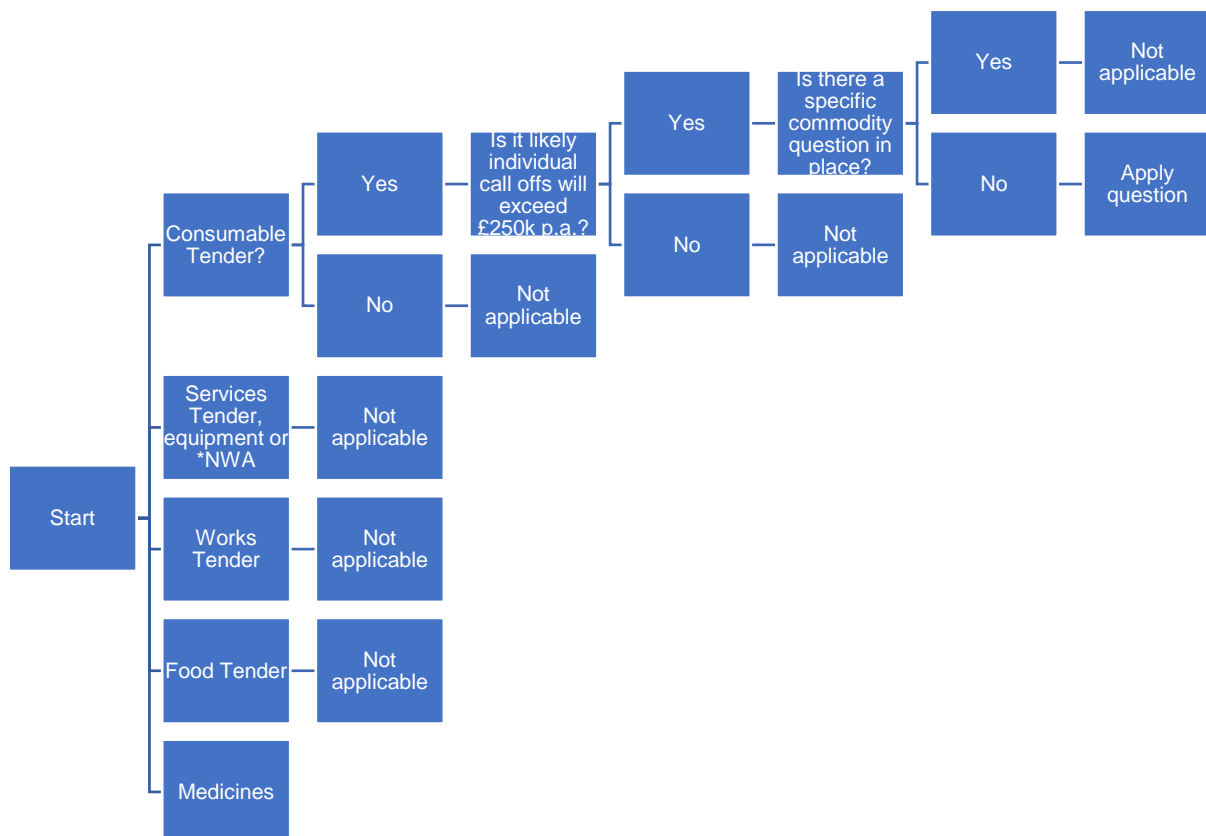 Yes
Not
applicable
Is there a
specific
commodity
question in
place?
Yes
No
Apply
question
Is it likely
individual
call offs will
exceed
£250k p.a.?
Yes
No
Not
applicable
Consumable
Tender?
No
Not
applicable
Services
Tender,
equipment or
*NWA
Not
applicable
Start
Works
Tender
Not
applicable
Food Tender
Not
applicable
Medicines